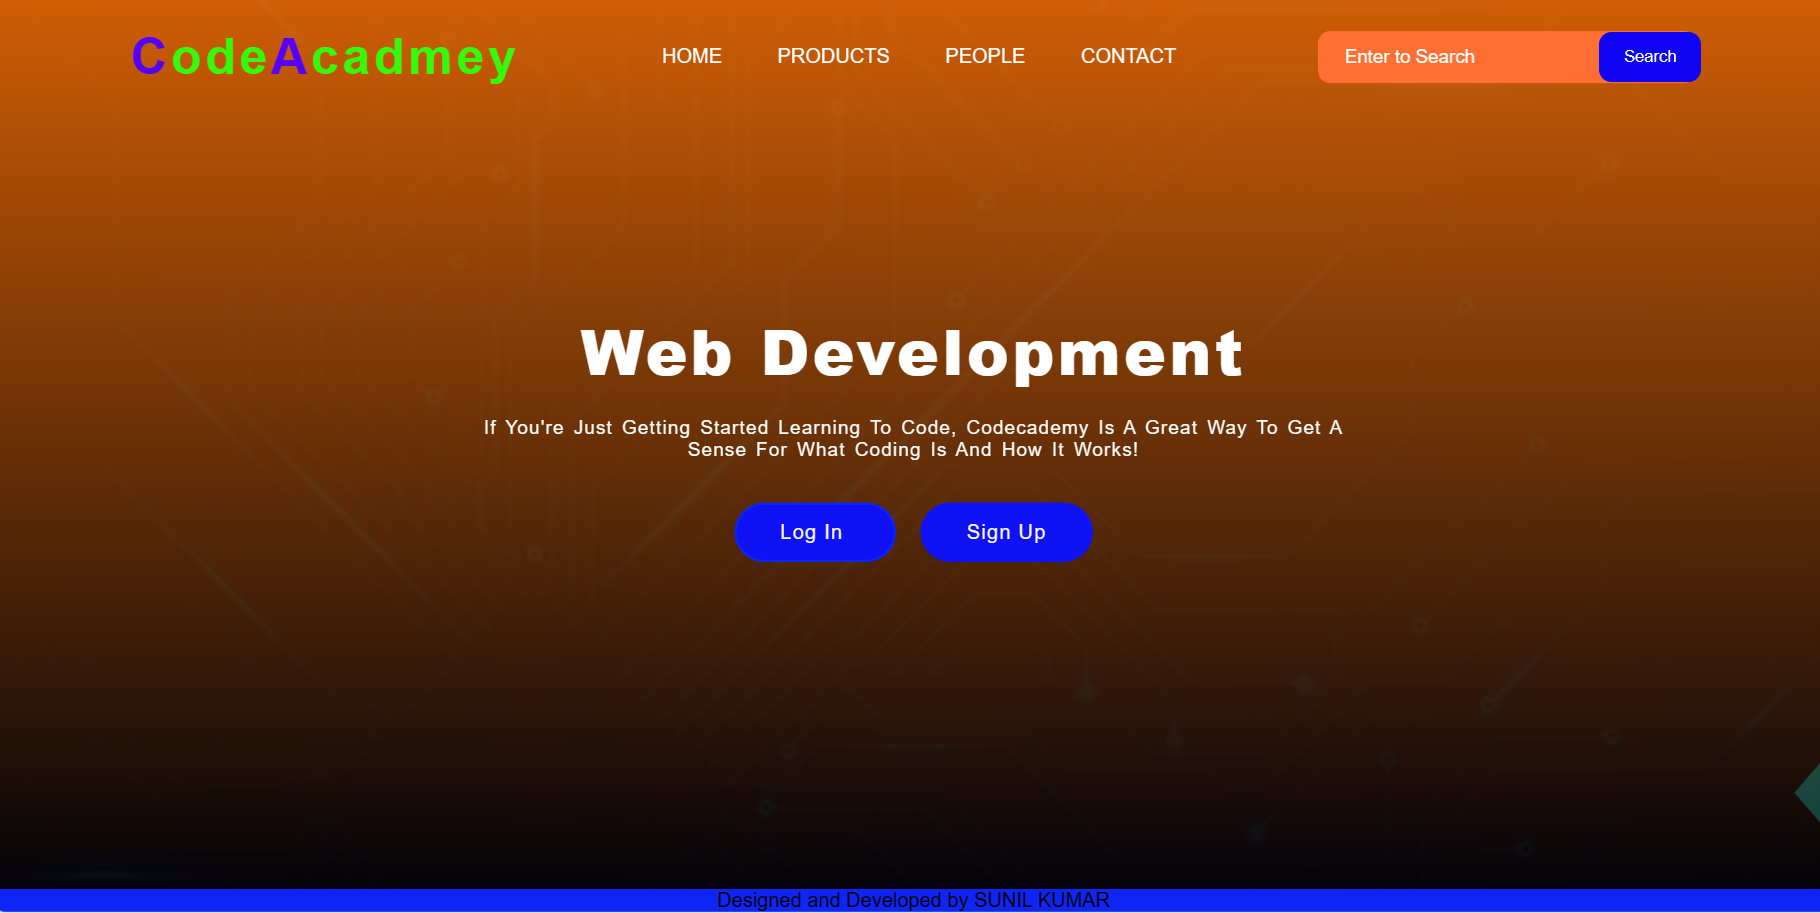 CodeAcadmey
HOME PRODUCTS PEOPLE CONTACT
Enter to Search Search
Web Development
If You're Just Getting Started Learning To Code, Codecademy Is A Great Way To Get A
Sense For What Coding Is And How It Works!
Log In Sign Up
Designed and Developed by SUNIL KUMAR